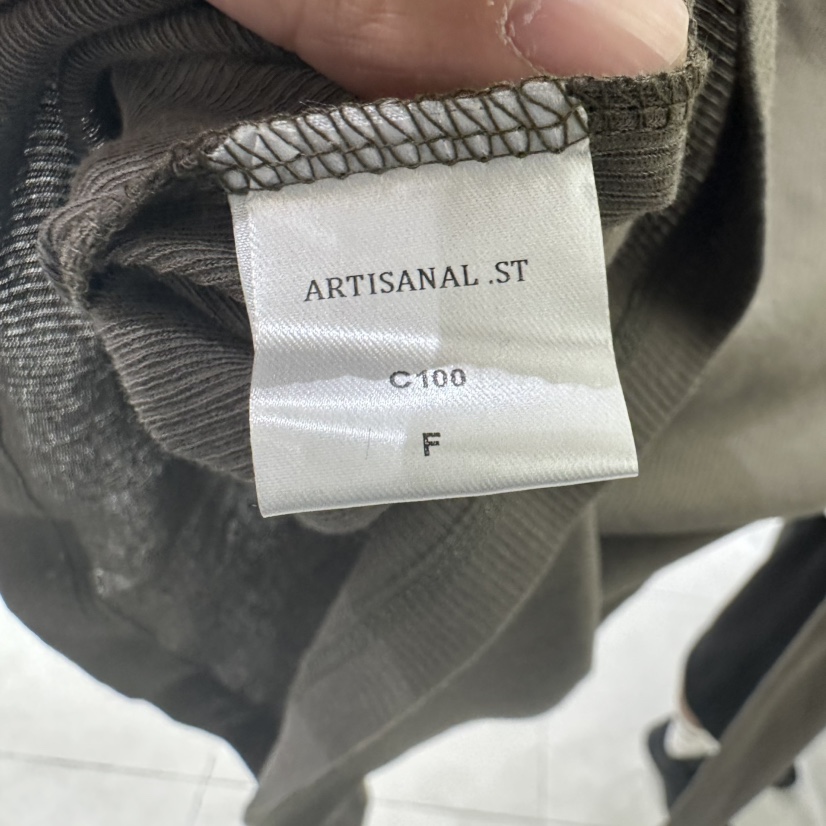 ARTISANAL .ST
C100
F